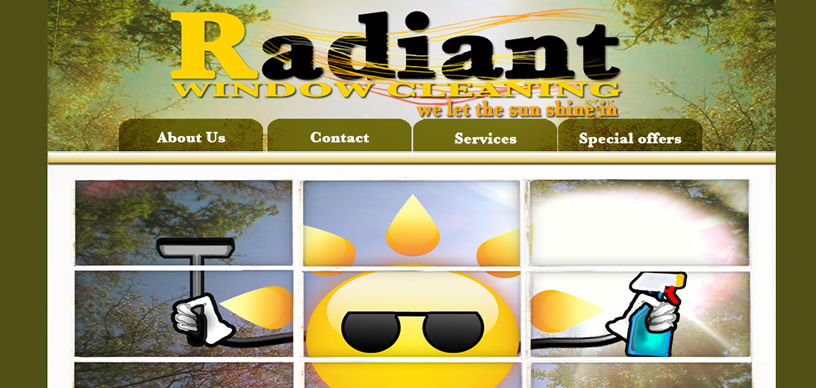 Radiant
WINDOW CLEANING
we let the sun shine in
About Us Contact Services Special offers